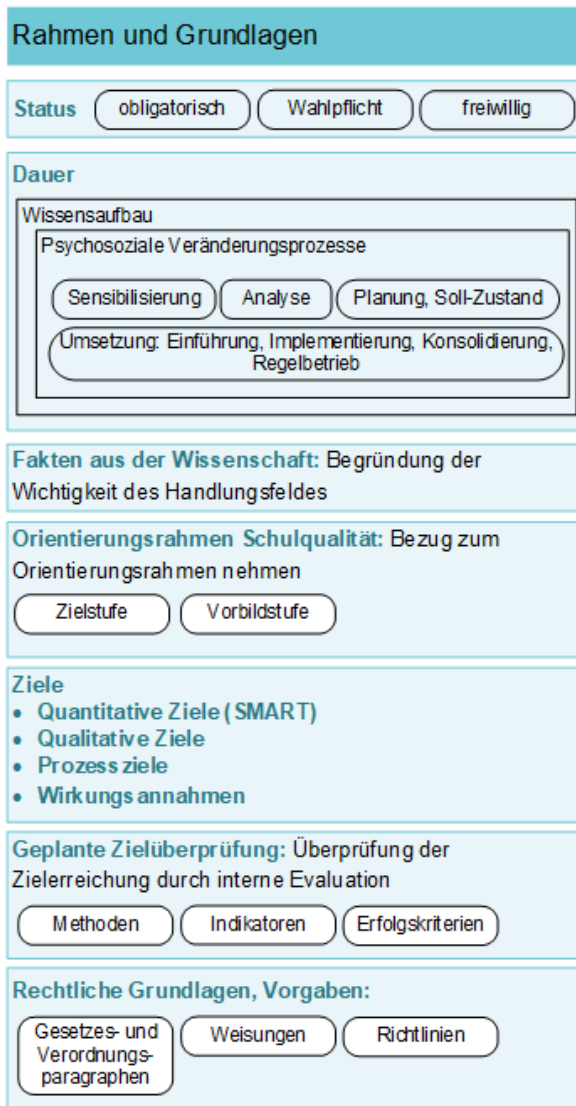 Rahmen und Grundlagen
Status obligatorisch Wahlpflicht freiwillig
Dauer
Wissensaufbau
Psychosoziale Veränderungsprozesse
Sensibilisierung Analyse Planung, Soll-Zustand
Umsetzung: Einführung, Implementierung, Konsolidierung,
Regelbetrieb
Fakten aus der Wissenschaft: Begründung der
Wichtigkeit des Handlungsfeldes
Orientierungsrahmen Schulqualität: Bezug zum
Orientierungsrahmen nehmen
Zielstufe Vorbildstufe
Ziele
• Quantitative Ziele (SMART)
• Qualitative Ziele
• Prozessziele
• Wirkungsannahmen
Geplante Zielüberprüfung: Überprüfung der
Zielerreichung durch interne Evaluation
Methoden Indikatoren Erfolgskriterien
Rechtliche Grundlagen, Vorgaben:
Gesetzes- und
Verordnungs-
paragraphen
Weisungen
Richtlinien